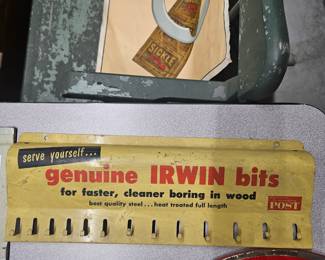 SICKLE
serve yourself...
genuine IRWIN bits
for faster, cleaner boring in wood
best quality steel... heat treated full length
POST